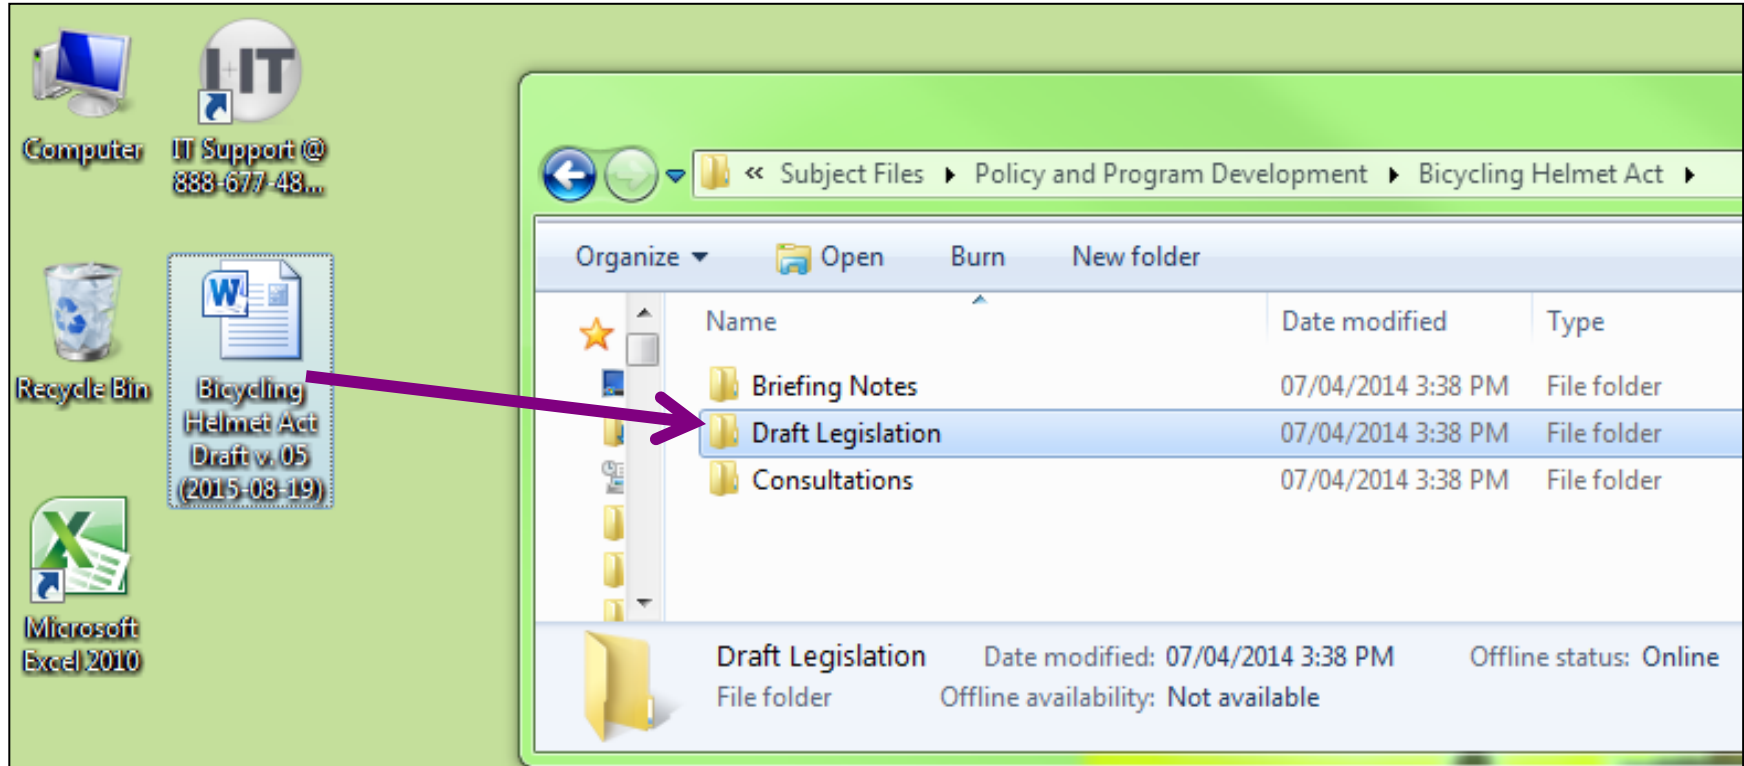 I+IT
Computer
IT Support @
888-677-48...
Recycle Bin
W
Bicycling
Helmet Act
Draft v. 05
(2015-08-19)
X
Microsoft
Excel 2010
« Subject Files Policy and Program Development Bicycling Helmet Act
Organize Open Burn New folder
Name Date modified Type
Briefing Notes 07/04/2014 3:38 PM File folder
Draft Legislation 07/04/2014 3:38 PM File folder
Consultations 07/04/2014 3:38 PM File folder
Draft Legislation Date modified: 07/04/2014 3:38 PM Offline status: Online
File folder Offline availability: Not available